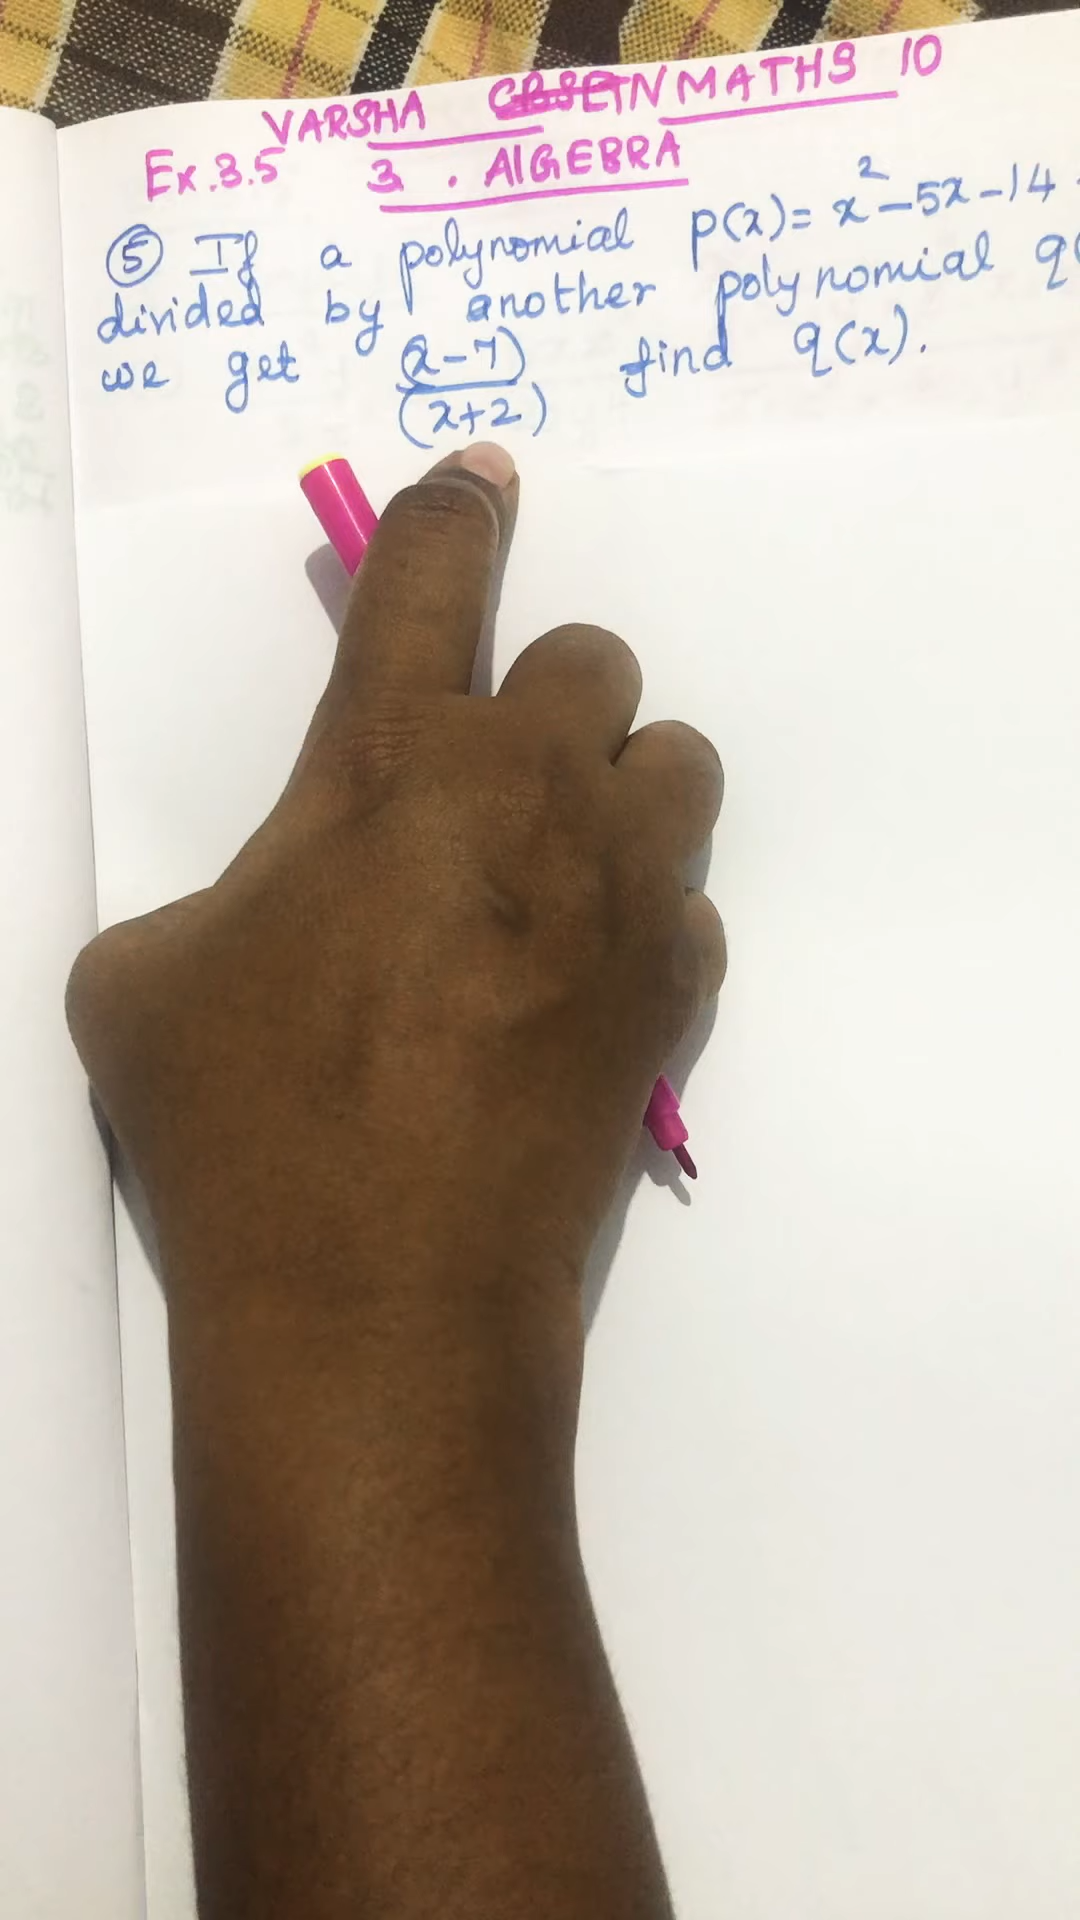 VARSHA TN MATHS 10
Ex.3.5 3. AlGEBRA
⑤ If a polynomial p(x)= x²-5x-14
divided by another polynomial q(
we get (x-7)/(x+2) find q(x).